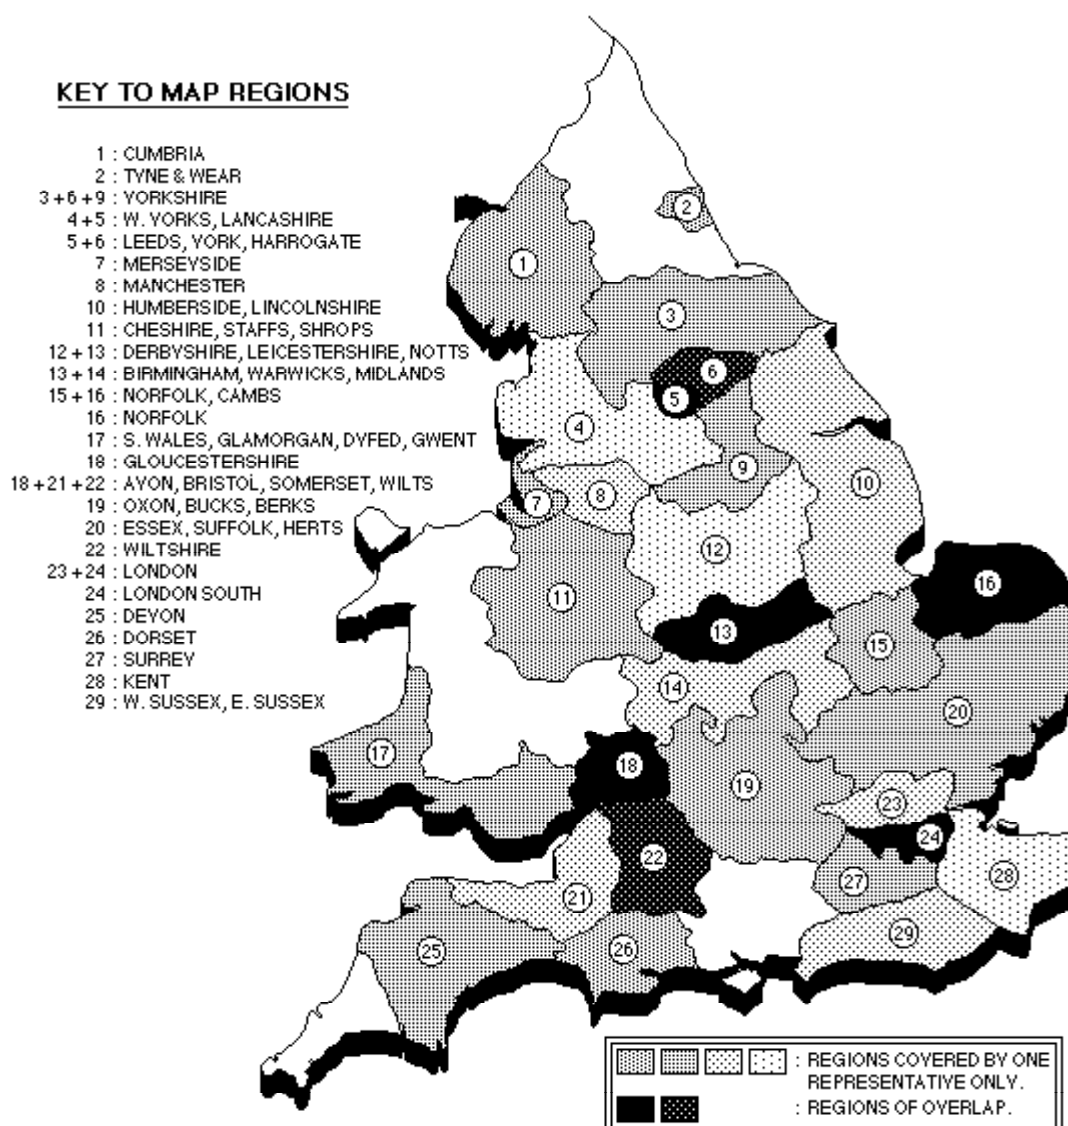 KEY TO MAP REGIONS
1 : CUMBRIA
2 : TYNE & WEAR
3+6+9 : YORKSHIRE
4+5 : W. YORKS, LANCASHIRE
5+6 : LEEDS, YORK, HARROGATE
7 : MERSEYSIDE
8 : MANCHESTER
10 : HUMBERSIDE, LINCOLNSHIRE
11 : CHESHIRE, STAFFS, SHROPS
12+13 : DERBYSHIRE, LEICESTERSHIRE, NOTTS
13+14 : BIRMINGHAM, WARWICKS, MIDLANDS
15+16 : NORFOLK, CAMBS
16 : NORFOLK
17 : S. WALES, GLAMORGAN, DYFED, GWENT
18 : GLOUCESTERSHIRE
18+21+22 : AVON, BRISTOL, SOMERSET, WILTS
19 : OXON, BUCKS, BERKS
20 : ESSEX, SUFFOLK, HERTS
22 : WILTSHIRE
23+24 : LONDON
24 : LONDON SOUTH
25 : DEVON
26 : DORSET
27 : SURREY
28 : KENT
29 : W. SUSSEX, E. SUSSEX
2
1
3
6
5
4
9
8
7
10
12
11
16
13
15
14
20
17
18
19
23
24
22
27
28
21
29
25
26
: REGIONS COVERED BY ONE
REPRESENTATIVE ONLY.
: REGIONS OF OVERLAP.